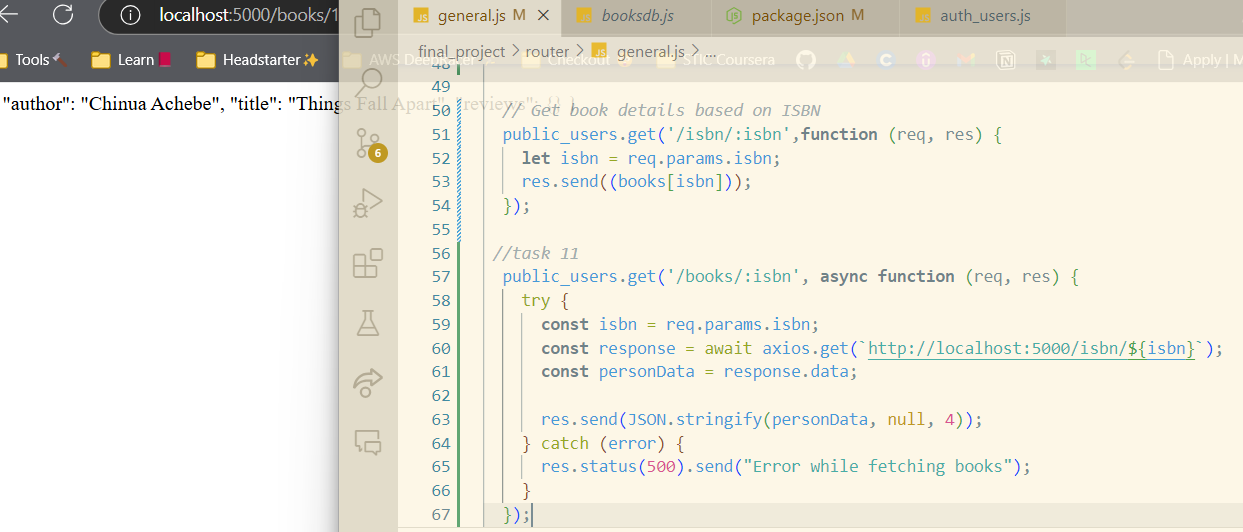 localhost:5000/books/1
general.js M
booksdb.js
package.json M
auth_users.js
final_project > router > general.js > ...
Tools
Learn
Headstarter
AWS
Checkout
Coursera
Apply | M
"author": "Chinua Achebe", "title": "Things Fall Apart", "reviews": {} }
6
48
49
50 // Get book details based on ISBN
51 public_users.get('/isbn/:isbn',function (req, res) {
52 let isbn = req.params.isbn;
53 res.send((books[isbn]));
54 });
55
56 //task 11
57 public_users.get('/books/:isbn', async function (req, res) {
58 try {
59 const isbn = req.params.isbn;
60 const response = await axios.get(`http://localhost:5000/isbn/${isbn}`);
61 const personData = response.data;
62
63 res.send(JSON.stringify(personData, null, 4));
64 } catch (error) {
65 res.status(500).send("Error while fetching books");
66 }
67 });